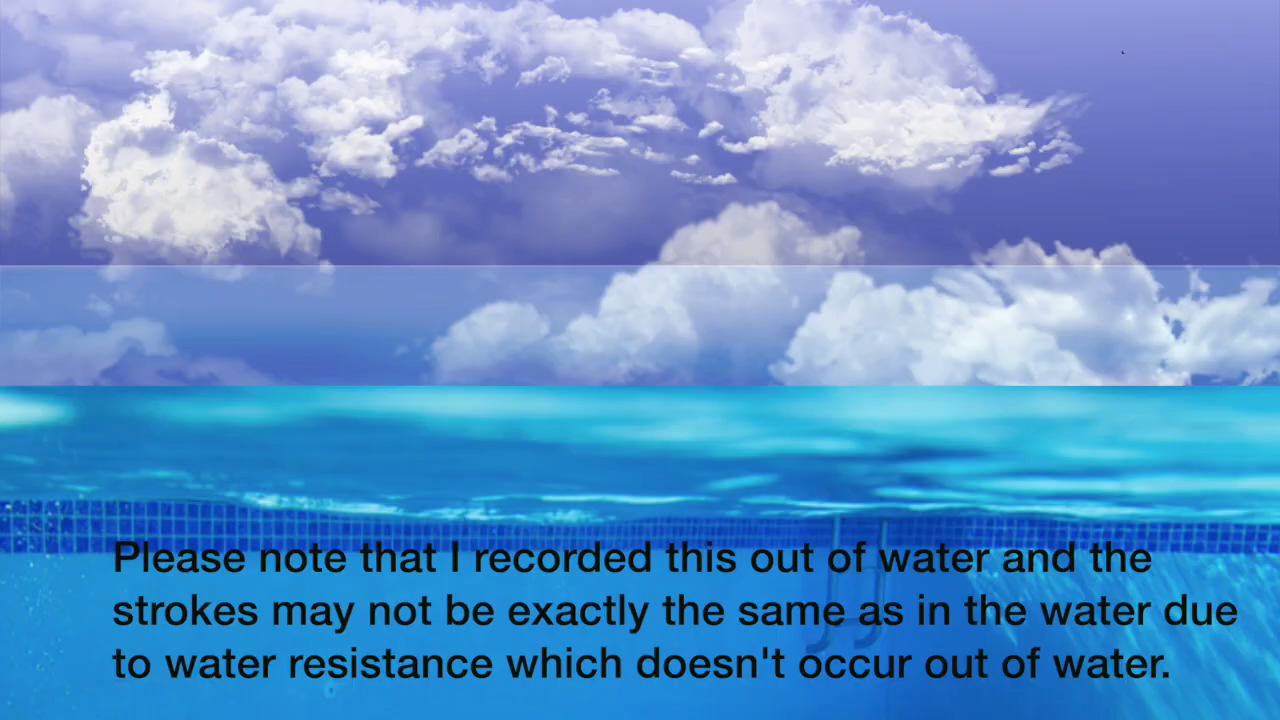 Please note that I recorded this out of water and the
strokes may not be exactly the same as in the water due
to water resistance which doesn't occur out of water.